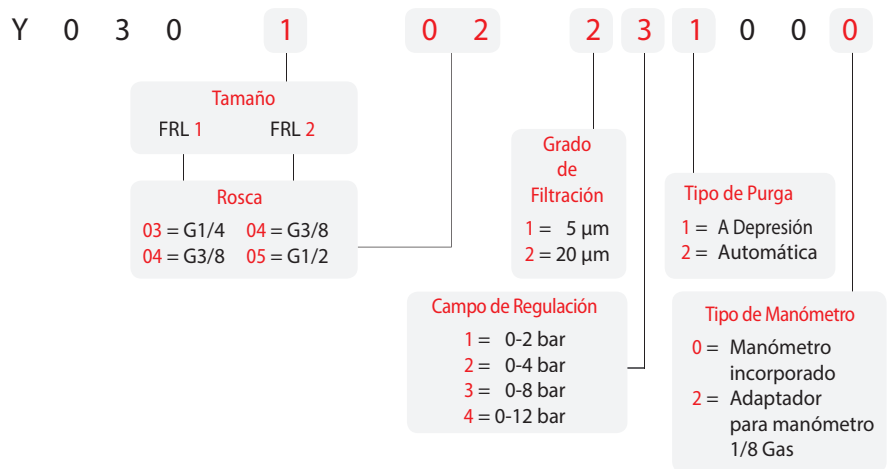 Y 0 3 0 1 0 2 2 3 1 0 0 0
Tamaño
FRL 1 FRL 2
Rosca
03 = G1/4 04 = G3/8
04 = G3/8 05 = G1/2
Grado
de
Filtración
1 = 5 µm
2 = 20 µm
Tipo de Purga
1 = A Depresión
2 = Automática
Campo de Regulación
1 = 0-2 bar
2 = 0-4 bar
3 = 0-8 bar
4 = 0-12 bar
Tipo de Manómetro
0 = Manómetro
incorporado
2 = Adaptador
para manómetro
1/8 Gas